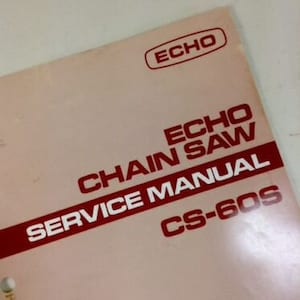 ECHO
ECHO
CHAIN SAW
SERVICE MANUAL
CS-60S